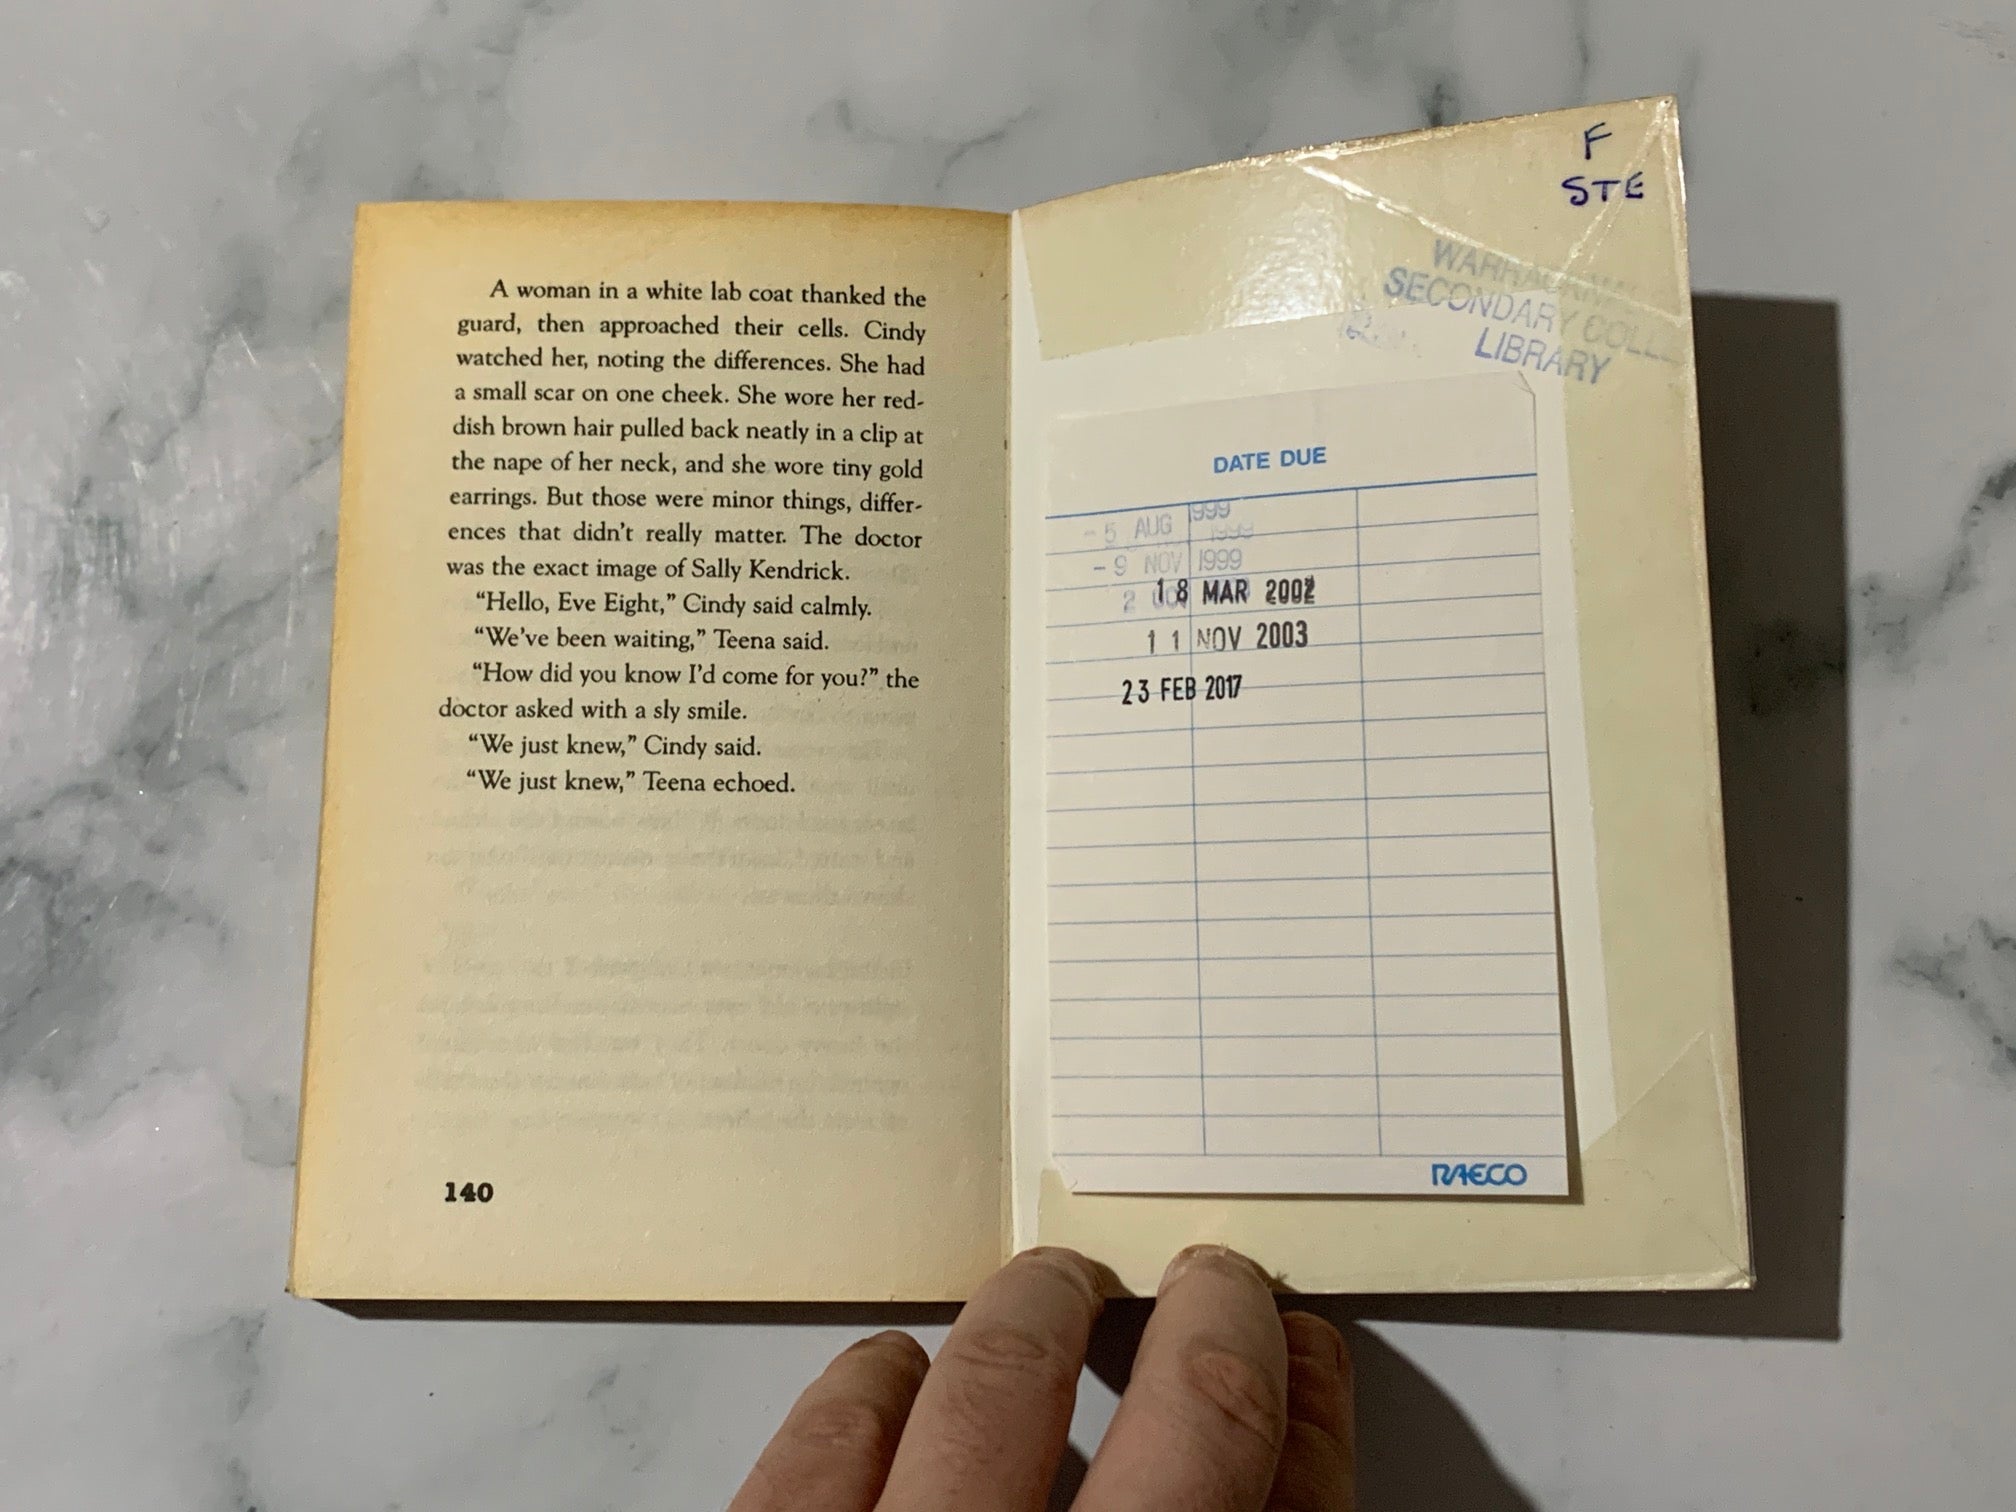 A woman in a white lab coat thanked the
guard, then approached their cells. Cindy
watched her, noting the differences. She had
a small scar on one cheek. She wore her red-
dish brown hair pulled back neatly in a clip at
the nape of her neck, and she wore tiny gold
earrings. But those were minor things, differ-
ences that didn't really matter. The doctor
was the exact image of Sally Kendrick.
“Hello, Eve Eight,” Cindy said calmly.
“We've been waiting,” Teena said.
“How did you know I'd come for you?” the
doctor asked with a sly smile.
“We just knew,” Cindy said.
“We just knew,” Teena echoed.
140
F
STE
SECONDARY
LIBRARY
DATE DUE
- 5 AUG 1999
1999
- 9 NOV 1999
18 MAR 2002
11 NOV 2003
23 FEB 2017
RAECO